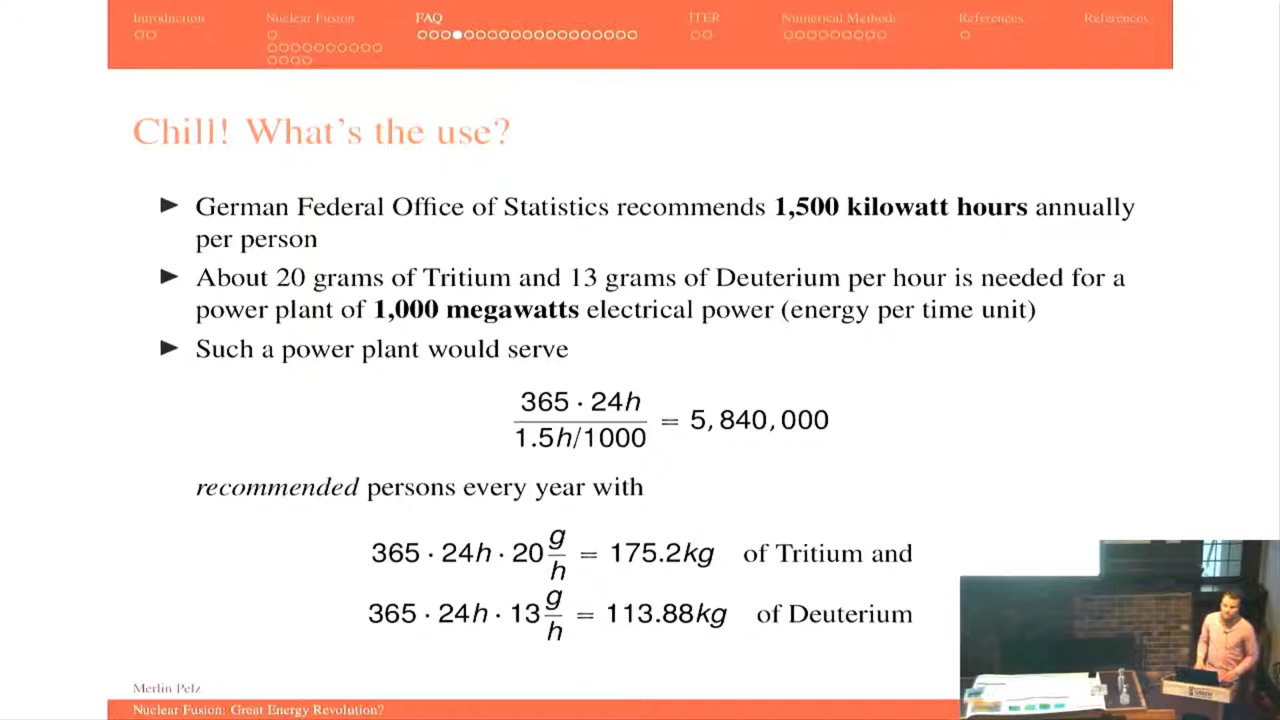 Introduction Nuclear Fusion FAQ ITER Numerical Methods References References
Chill! What's the use?
German Federal Office of Statistics recommends 1,500 kilowatt hours annually
per person
About 20 grams of Tritium and 13 grams of Deuterium per hour is needed for a
power plant of 1,000 megawatts electrical power (energy per time unit)
Such a power plant would serve
365 · 24h / 1.5h/1000 = 5,840,000
recommended persons every year with
365 · 24h · 20 g/h = 175.2kg of Tritium and
365 · 24h · 13 g/h = 113.88kg of Deuterium
Merlin Pelz
Nuclear Fusion: Great Energy Revolution?